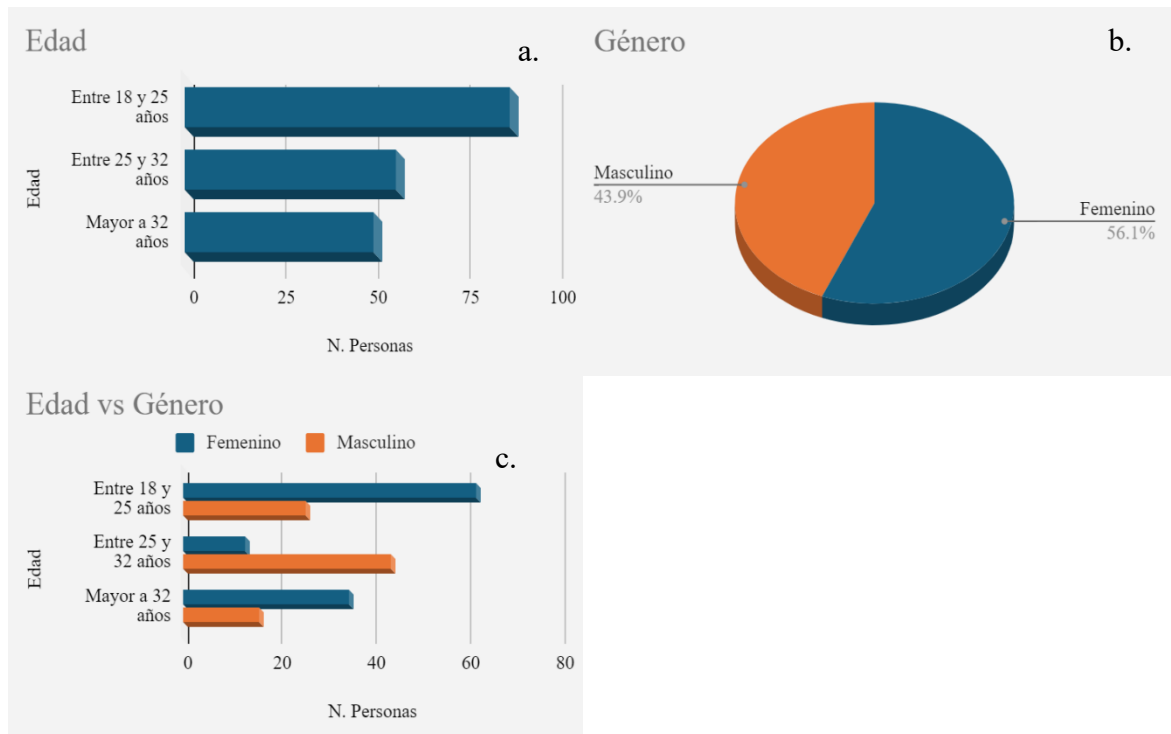 Edad
a.
Entre 18 y 25
años
Entre 25 y 32
años
Mayor a 32
años
Edad
0 25 50 75 100
N. Personas
Género
b.
Masculino
43.9%
Femenino
56.1%
Edad vs Género
Femenino Masculino
c.
Entre 18 y
25 años
Entre 25 y
32 años
Mayor a 32
años
Edad
0 20 40 60 80
N. Personas